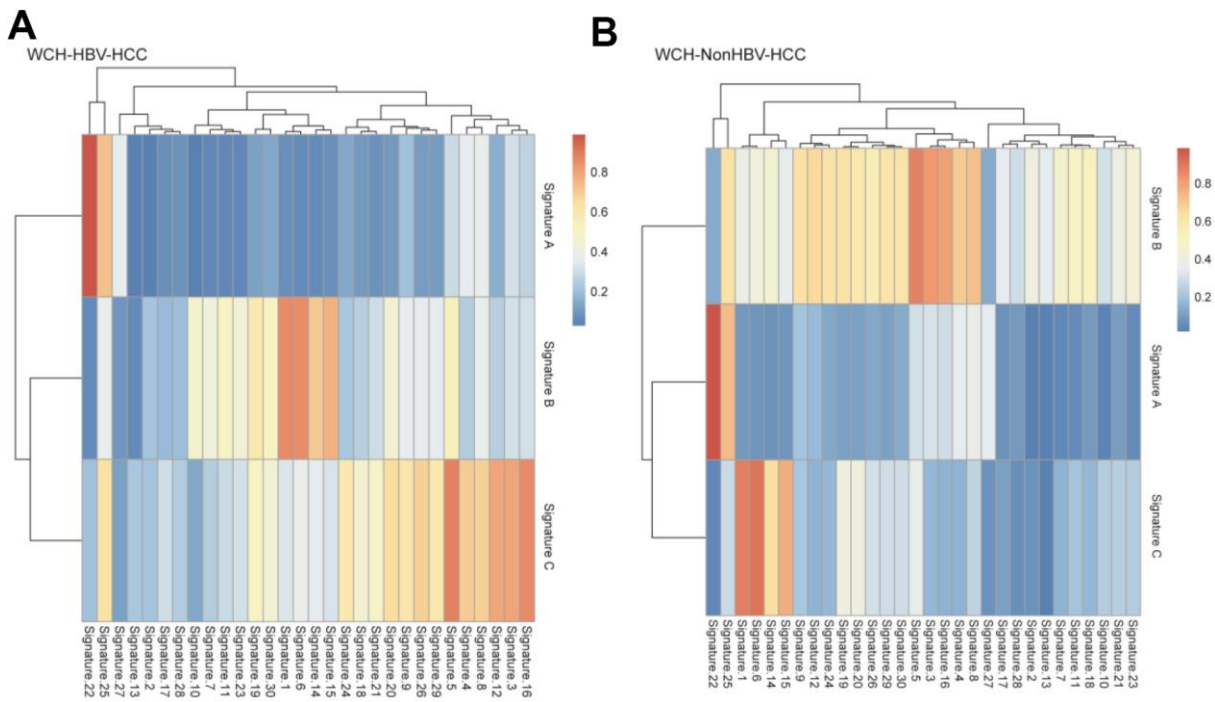 A
WCH-HBV-HCC
0.8
0.6
0.4
0.2
Signature A
Signature B
Signature C
Signature.22
Signature.25
Signature.27
Signature.13
Signature.2
Signature.17
Signature.28
Signature.10
Signature.7
Signature.11
Signature.23
Signature.19
Signature.30
Signature.1
Signature.6
Signature.14
Signature.15
Signature.24
Signature.18
Signature.21
Signature.20
Signature.9
Signature.26
Signature.29
Signature.5
Signature.4
Signature.8
Signature.12
Signature.3
Signature.16
B
WCH-NonHBV-HCC
0.8
0.6
0.4
0.2
Signature B
Signature A
Signature C
Signature.22
Signature.25
Signature.1
Signature.6
Signature.14
Signature.15
Signature.9
Signature.12
Signature.24
Signature.19
Signature.20
Signature.26
Signature.29
Signature.30
Signature.5
Signature.3
Signature.16
Signature.4
Signature.8
Signature.27
Signature.17
Signature.28
Signature.2
Signature.13
Signature.7
Signature.11
Signature.18
Signature.10
Signature.21
Signature.23